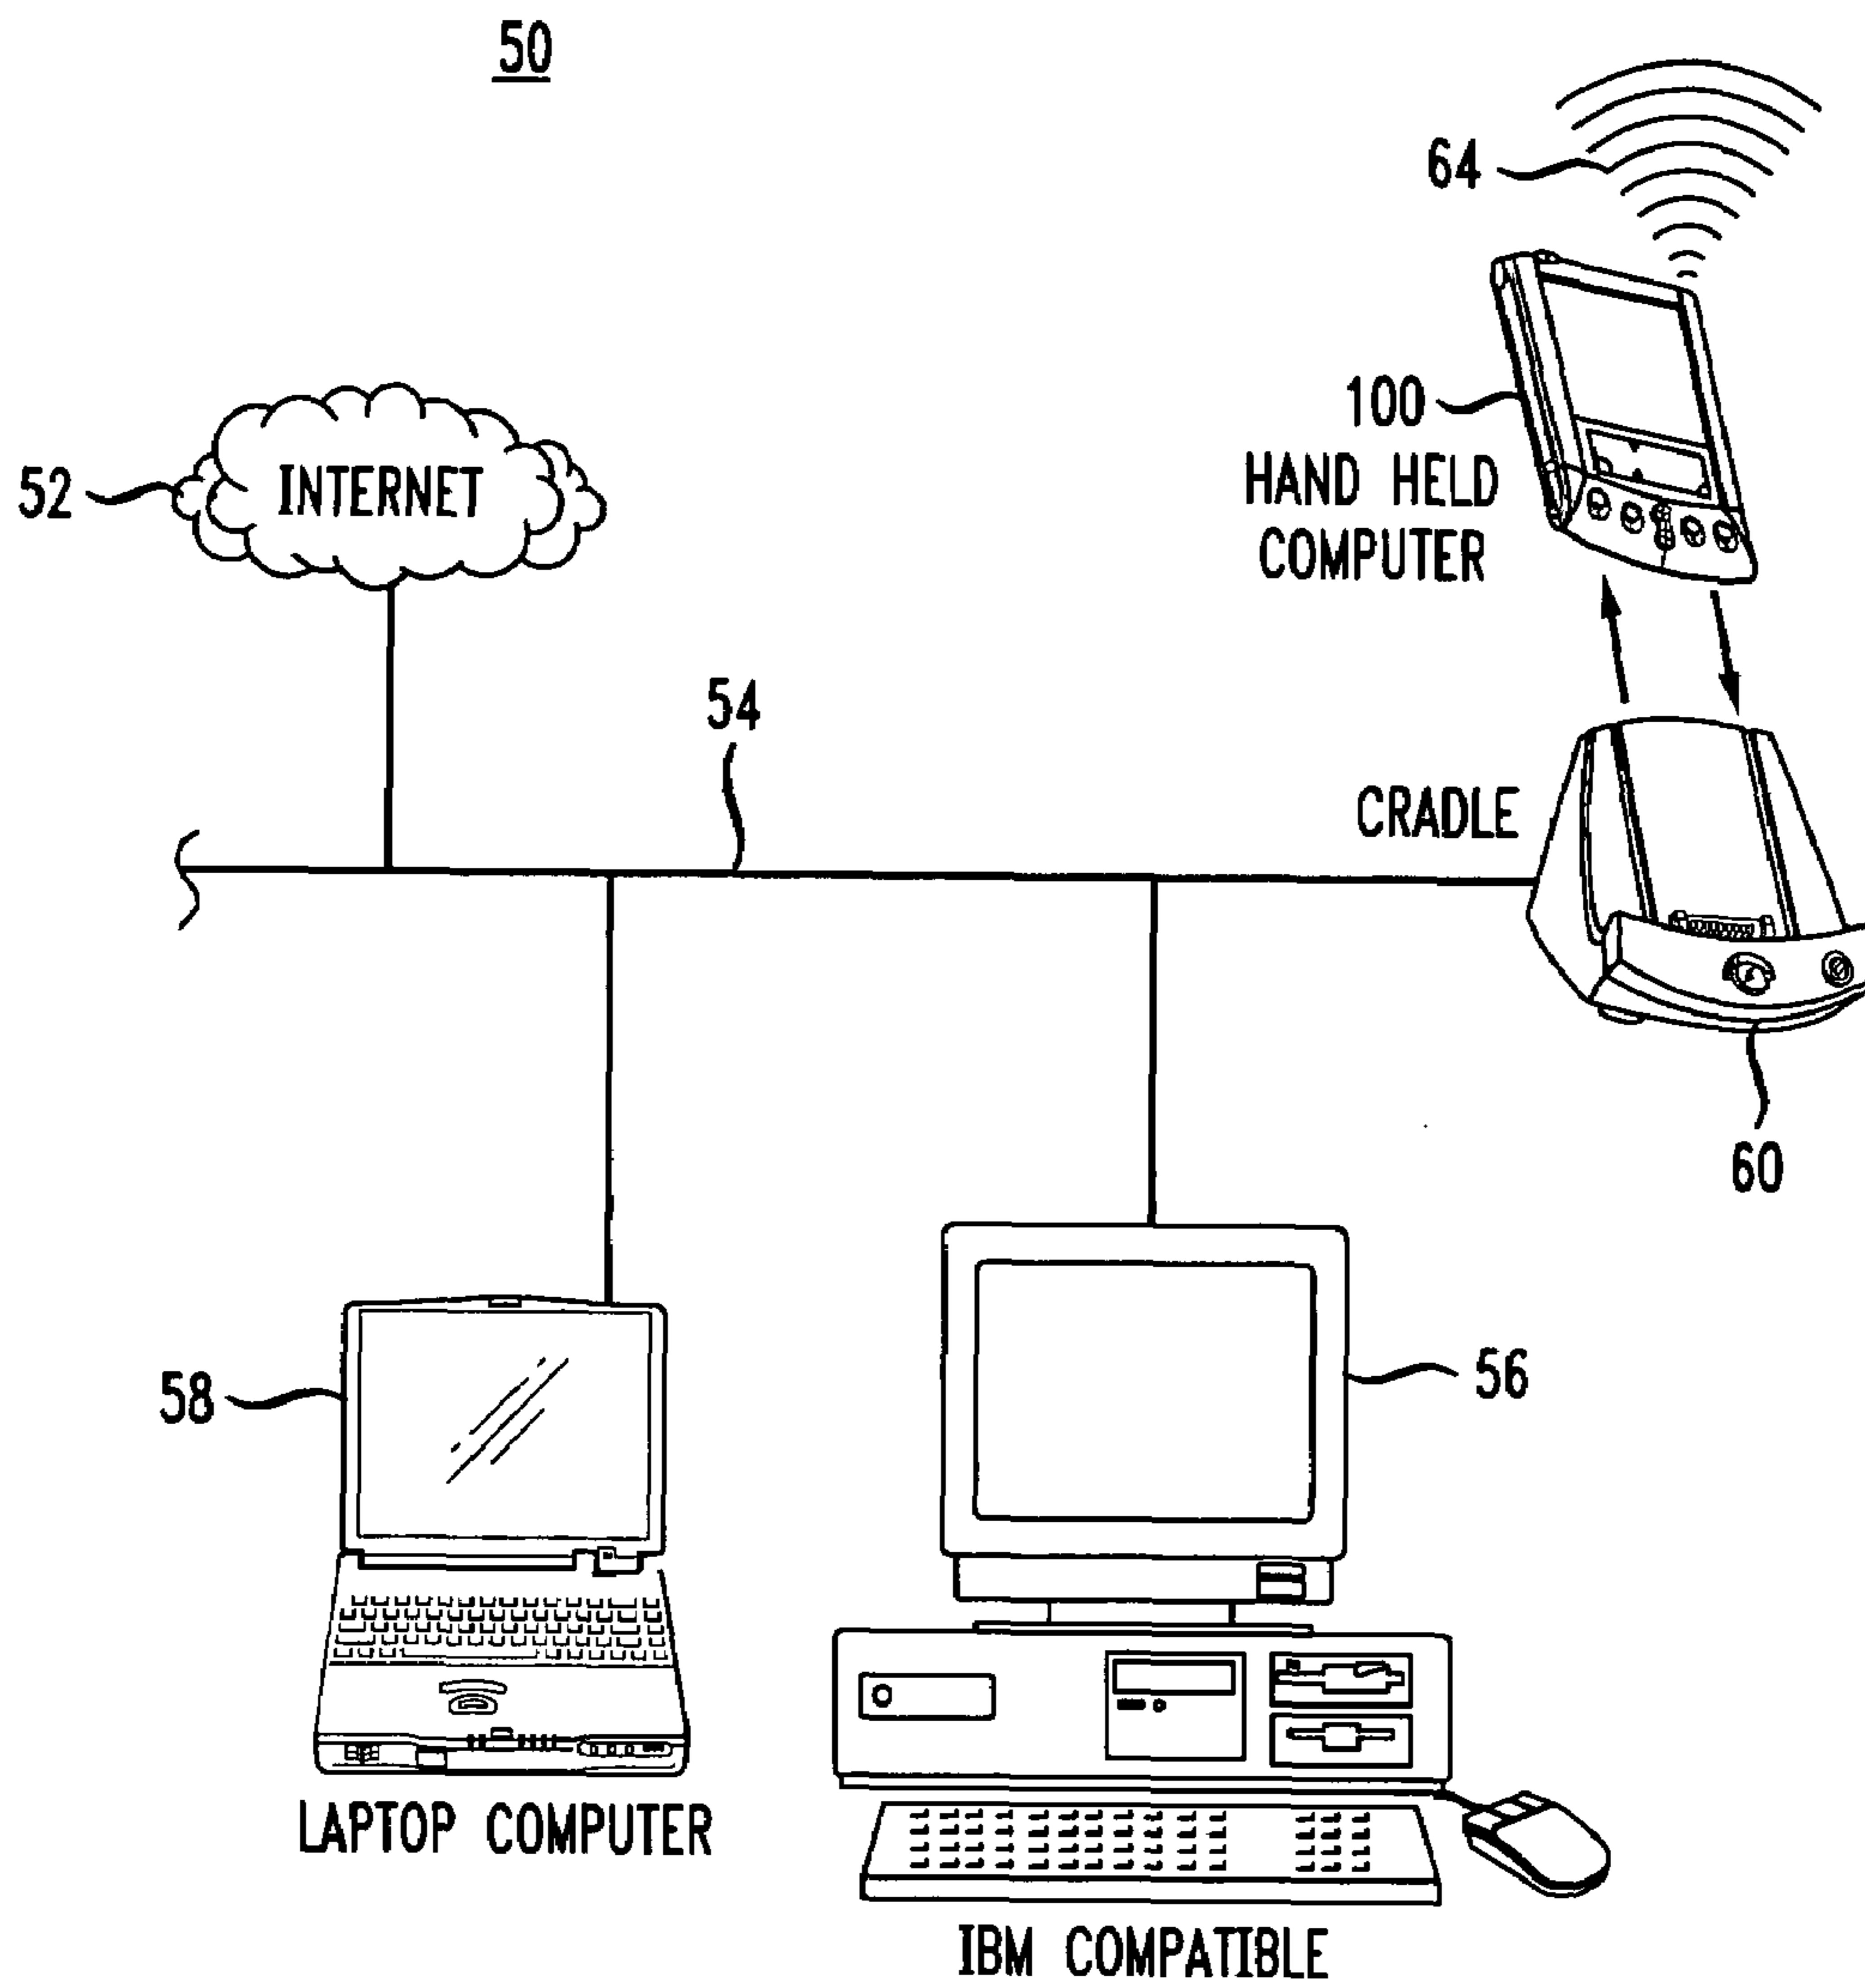 50
64
100
HAND HELD
COMPUTER
52
INTERNET
54
CRADLE
60
58
56
LAPTOP COMPUTER
IBM COMPATIBLE